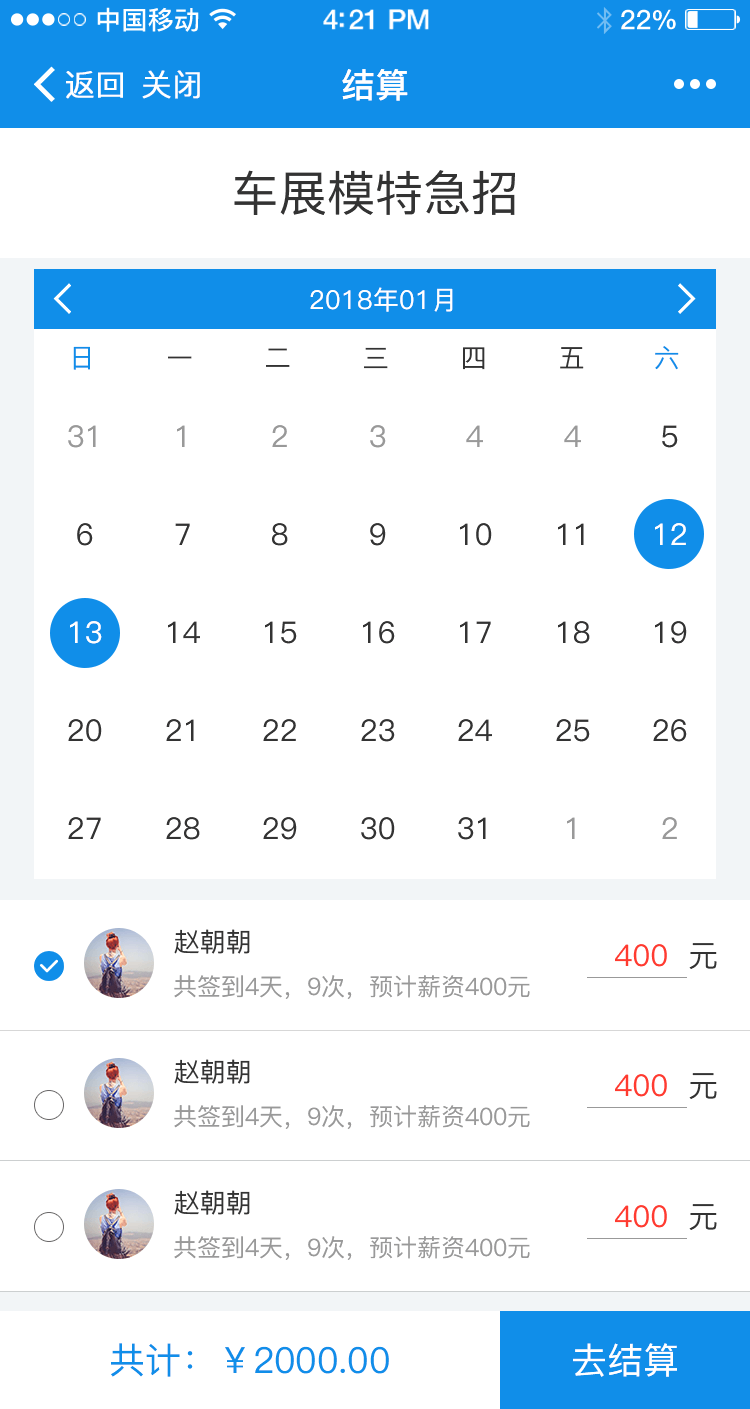 中国移动 4:21 PM 22%
返回 关闭 结算
车展模特急招
2018年01月
日 一 二 三 四 五 六
31 1 2 3 4 4 5
6 7 8 9 10 11 12
13 14 15 16 17 18 19
20 21 22 23 24 25 26
27 28 29 30 31 1 2
赵朝朝
400 元
共签到4天，9次，预计薪资400元
赵朝朝
400 元
共签到4天，9次，预计薪资400元
赵朝朝
400 元
共签到4天，9次，预计薪资400元
共计：￥2000.00 去结算